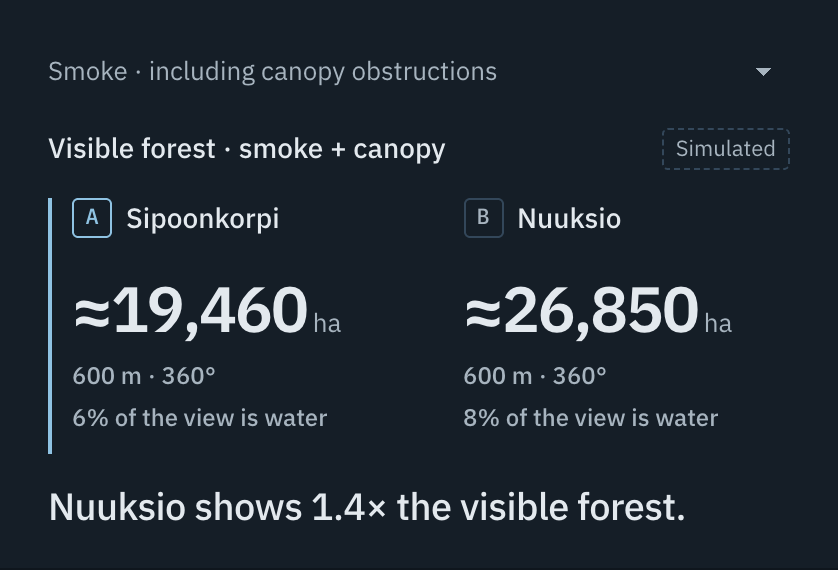 Smoke · including canopy obstructions
Visible forest · smoke + canopy
Simulated
A Sipoonkorpi
≈19,460 ha
600 m · 360°
6% of the view is water
B Nuuksio
≈26,850 ha
600 m · 360°
8% of the view is water
Nuuksio shows 1.4× the visible forest.